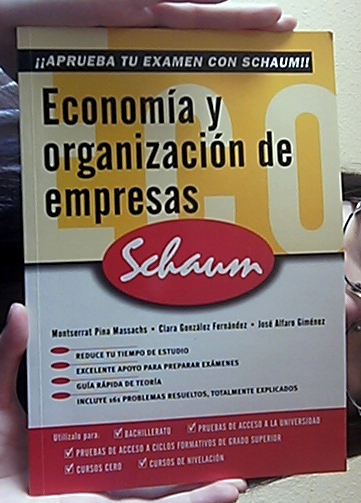 ¡¡APRUEBA TU EXAMEN CON SCHAUM!!
ECO
Economía y
organización de
empresas
Schaum
Montserrat Pina Massachs • Clara González Fernández • José Alfaro Giménez
REDUCE TU TIEMPO DE ESTUDIO
EXCELENTE APOYO PARA PREPARAR EXÁMENES
GUÍA RÁPIDA DE TEORÍA
INCLUYE 161 PROBLEMAS RESUELTOS, TOTALMENTE EXPLICADOS
Utilízalo para: BACHILLERATO PRUEBAS DE ACCESO A LA UNIVERSIDAD
PRUEBAS DE ACCESO A CICLOS FORMATIVOS DE GRADO SUPERIOR
CURSOS CERO CURSOS DE NIVELACIÓN